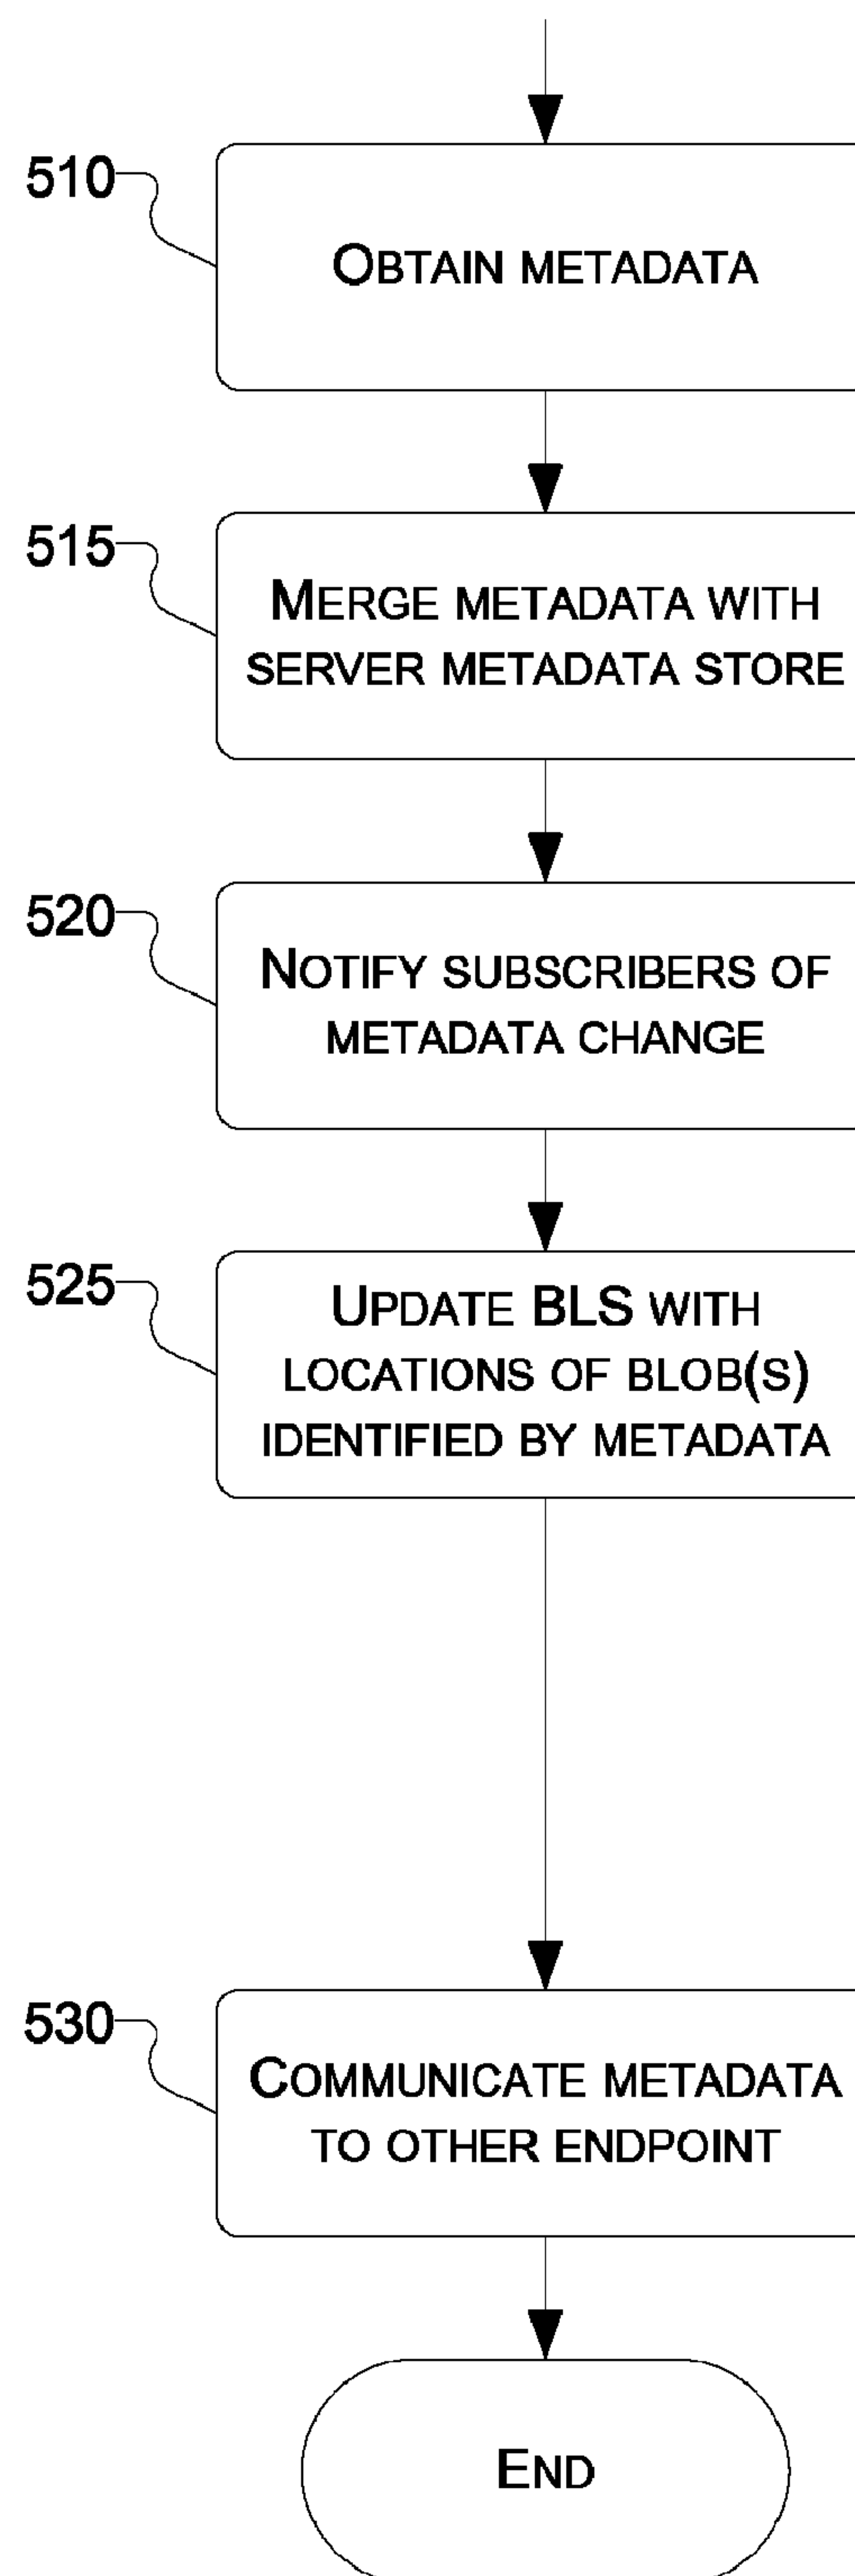 510
OBTAIN METADATA
515
MERGE METADATA WITH
SERVER METADATA STORE
520
NOTIFY SUBSCRIBERS OF
METADATA CHANGE
525
UPDATE BLS WITH
LOCATIONS OF BLOB(S)
IDENTIFIED BY METADATA
530
COMMUNICATE METADATA
TO OTHER ENDPOINT
END